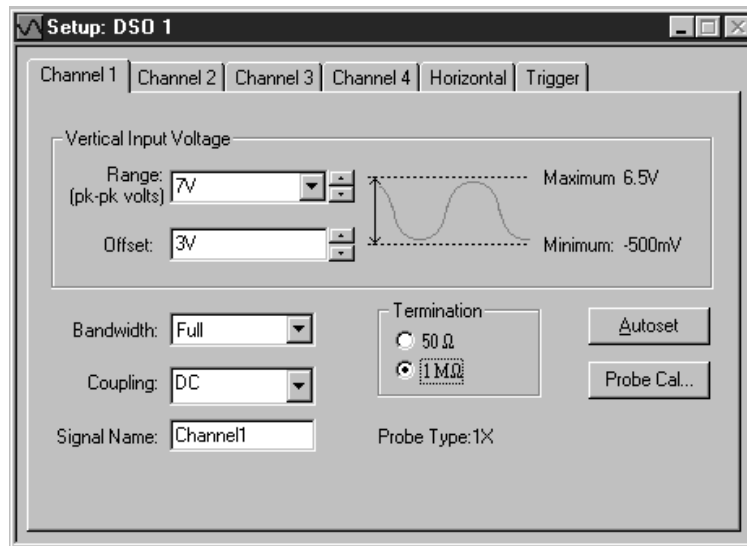 Setup: DSO 1
Channel 1 Channel 2 Channel 3 Channel 4 Horizontal Trigger
Vertical Input Voltage
Range: 7V Maximum 6.5V
(pk-pk volts)
Offset: 3V Minimum: -500mV
Bandwidth: Full Termination Autoset
50 Ω
Coupling: DC 1 MΩ Probe Cal...
Signal Name: Channel1 Probe Type:1X